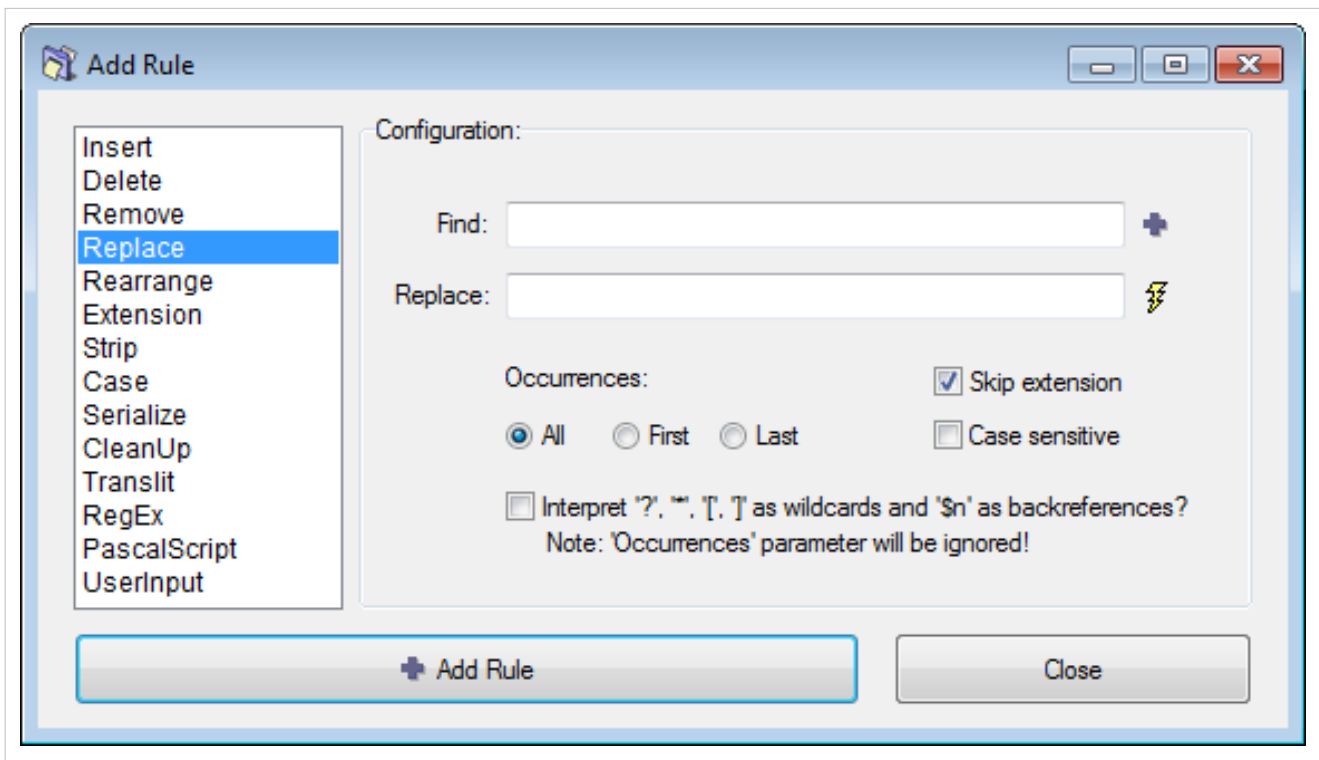 Add Rule
Insert
Delete
Remove
Replace
Rearrange
Extension
Strip
Case
Serialize
CleanUp
Translit
RegEx
PascalScript
UserInput
Configuration:
Find:
Replace:
Occurrences:
Skip extension
All First Last
Case sensitive
Interpret '?', '*', '[', ']' as wildcards and '$n' as backreferences?
Note: 'Occurrences' parameter will be ignored!
Add Rule
Close